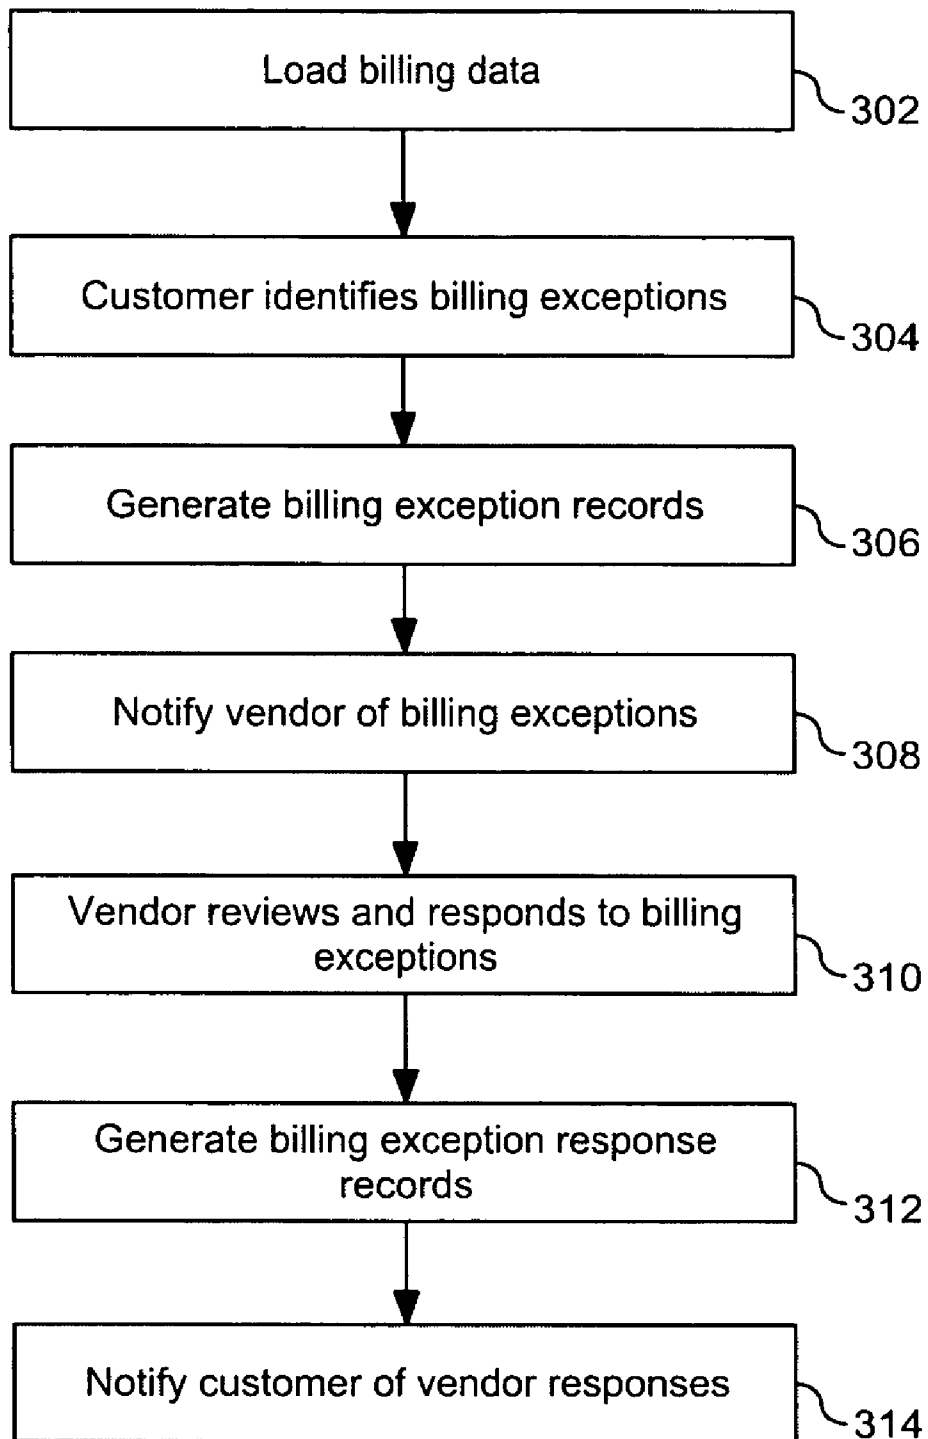 Load billing data
302
Customer identifies billing exceptions
304
Generate billing exception records
306
Notify vendor of billing exceptions
308
Vendor reviews and responds to billing
exceptions
310
Generate billing exception response
records
312
Notify customer of vendor responses
314